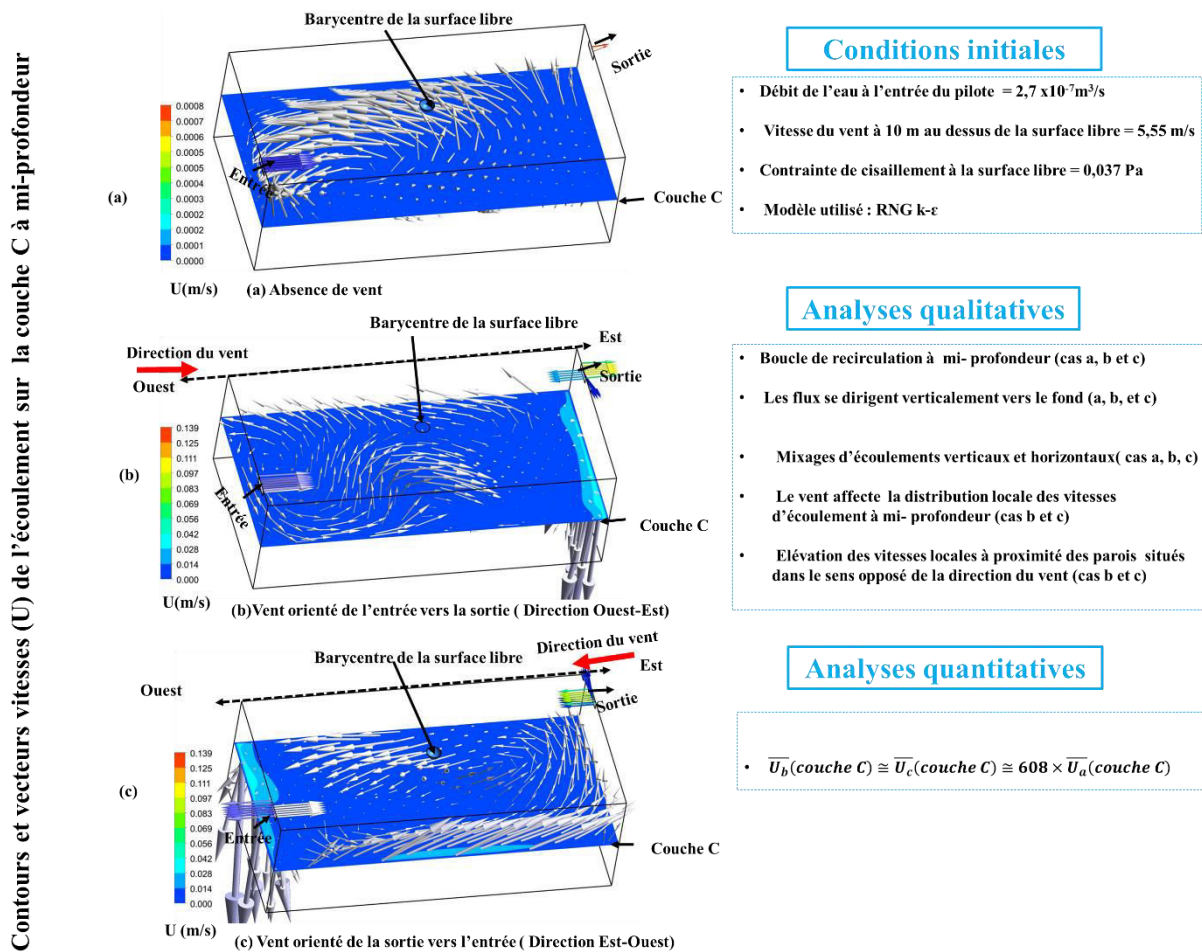 Contours et vecteurs vitesses (U) de l'écoulement sur la couche C à mi-profondeur
Barycentre de la surface libre
Sortie
0.0008
0.0007
0.0006
0.0006
0.0005
0.0004
0.0004
0.0003
0.0002
0.0002
0.0001
0.0000
Entrée
(a)
Couche C
U(m/s)
(a) Absence de vent
Barycentre de la surface libre
Est
Direction du vent
Ouest
Sortie
0.139
0.125
0.111
0.097
0.083
0.069
0.056
0.042
0.028
0.014
0.000
(b)
Entrée
Couche C
U(m/s)
(b)Vent orienté de l'entrée vers la sortie ( Direction Ouest-Est)
Direction du vent
Barycentre de la surface libre
Est
Ouest
Sortie
0.139
0.125
0.111
0.097
0.083
0.069
0.056
0.042
0.028
0.014
0.000
(c)
Entrée
Couche C
U (m/s)
(c) Vent orienté de la sortie vers l'entrée ( Direction Est-Ouest)
Conditions initiales
• Débit de l'eau à l'entrée du pilote = 2,7 x10⁻⁷m³/s
• Vitesse du vent à 10 m au dessus de la surface libre = 5,55 m/s
• Contrainte de cisaillement à la surface libre = 0,037 Pa
• Modèle utilisé : RNG k-ε
Analyses qualitatives
• Boucle de recirculation à mi- profondeur (cas a, b et c)
• Les flux se dirigent verticalement vers le fond (a, b, et c)
• Mixages d'écoulements verticaux et horizontaux( cas a, b, c)
• Le vent affecte la distribution locale des vitesses
d'écoulement à mi- profondeur (cas b et c)
• Elévation des vitesses locales à proximité des parois situés
dans le sens opposé de la direction du vent (cas b et c)
Analyses quantitatives
• U̅_b̅(couche C) ≅ U̅_c̅(couche C) ≅ 608 × U̅_a̅(couche C)